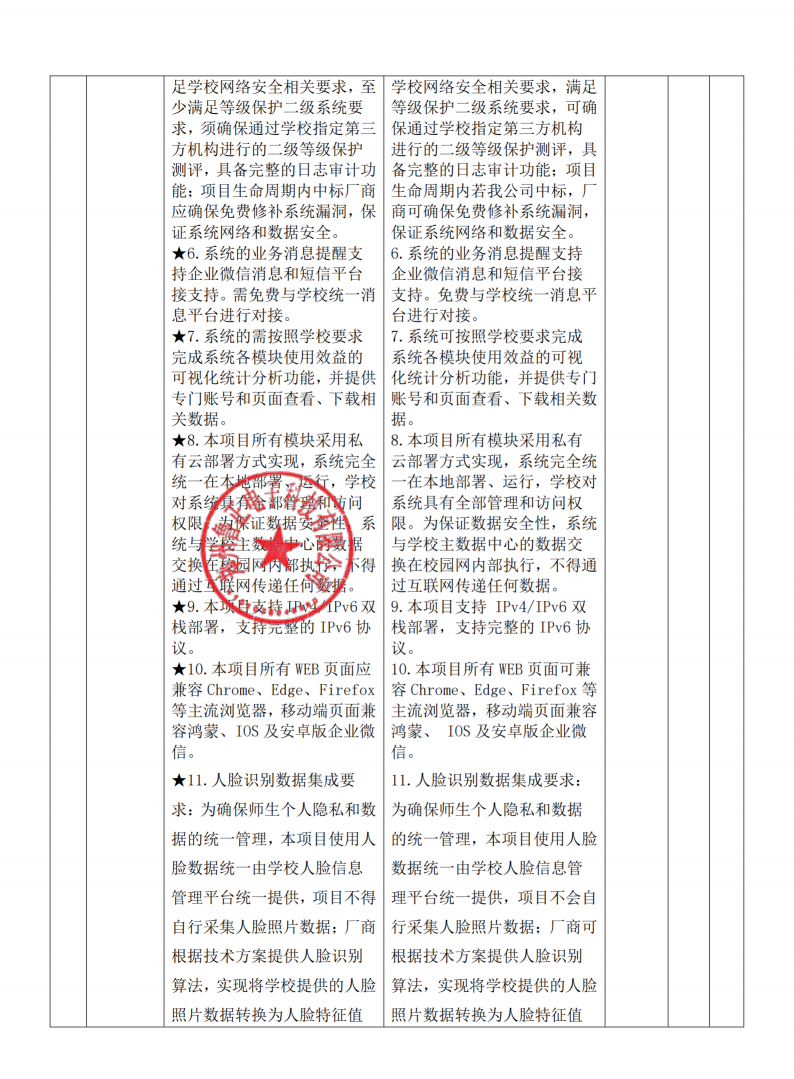 足学校网络安全相关要求，至
少满足等级保护二级系统要
求，须确保通过学校指定第三
方机构进行的二级等级保护
测评，具备完整的日志审计功
能；项目生命周期内中标厂商
应确保免费修补系统漏洞，保
证系统网络和数据安全。
★6.系统的业务消息提醒支
持企业微信消息和短信平台
接支持。需免费与学校统一消
息平台进行对接。
★7.系统的需按照学校要求
完成系统各模块使用效益的
可视化统计分析功能，并提供
专门账号和页面查看、下载相
关数据。
★8.本项目所有模块采用私
有云部署方式实现，系统完全
统一在本地部署、运行，学校
对系统具有全部管理和访问
权限。为保证数据安全性，系
统与学校主数据中心的数据
交换在校园网内部执行，不得
通过互联网传递任何数据。
★9.本项目支持 IPv4/IPv6 双
栈部署，支持完整的 IPv6 协
议。
★10.本项目所有 WEB 页面应
兼容 Chrome、Edge、Firefox
等主流浏览器，移动端页面兼
容鸿蒙、IOS 及安卓版企业微
信。
★11.人脸识别数据集成要
求：为确保师生个人隐私和数
据的统一管理，本项目使用人
脸数据统一由学校人脸信息
管理平台统一提供，项目不得
自行采集人脸照片数据；厂商
根据技术方案提供人脸识别
算法，实现将学校提供的人脸
照片数据转换为人脸特征值
学校网络安全相关要求，满足
等级保护二级系统要求，可确
保通过学校指定第三方机构
进行的二级等级保护测评，具
备完整的日志审计功能；项目
生命周期内若我公司中标，厂
商可确保免费修补系统漏洞，
保证系统网络和数据安全。
6.系统的业务消息提醒支持
企业微信消息和短信平台接
支持。免费与学校统一消息平
台进行对接。
7.系统可按照学校要求完成
系统各模块使用效益的可视
化统计分析功能，并提供专门
账号和页面查看、下载相关数
据。
8.本项目所有模块采用私有
云部署方式实现，系统完全统
一在本地部署、运行，学校对
系统具有全部管理和访问权
限。为保证数据安全性，系统
与学校主数据中心的数据交
换在校园网内部执行，不得通
过互联网传递任何数据。
9.本项目支持 IPv4/IPv6 双
栈部署，支持完整的 IPv6 协
议。
10.本项目所有 WEB 页面可兼
容 Chrome、Edge、Firefox 等
主流浏览器，移动端页面兼容
鸿蒙、 IOS 及安卓版企业微
信。
11.人脸识别数据集成要求：
为确保师生个人隐私和数据
的统一管理，本项目使用人脸
数据统一由学校人脸信息管
理平台统一提供，项目不会自
行采集人脸照片数据；厂商可
根据技术方案提供人脸识别
算法，实现将学校提供的人脸
照片数据转换为人脸特征值
电子科技有限公司